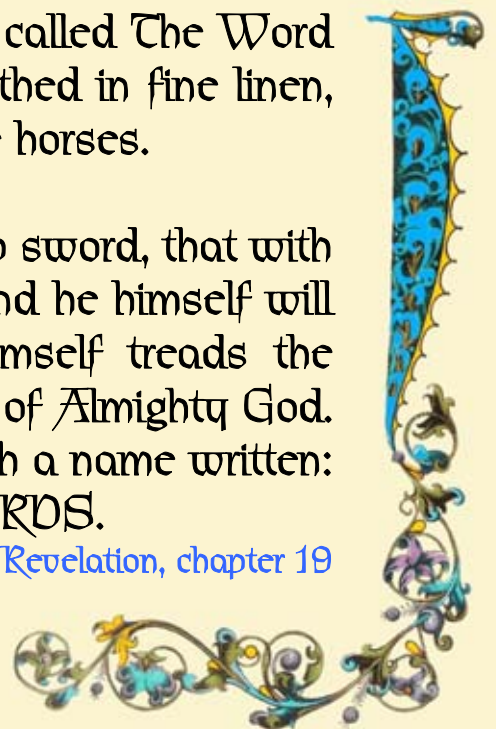 called The Word
thed in fine linen,
horses.
sword, that with
nd he himself will
mself treads the
of Almighty God.
h a name written:
RDS.
Revelation, chapter 19